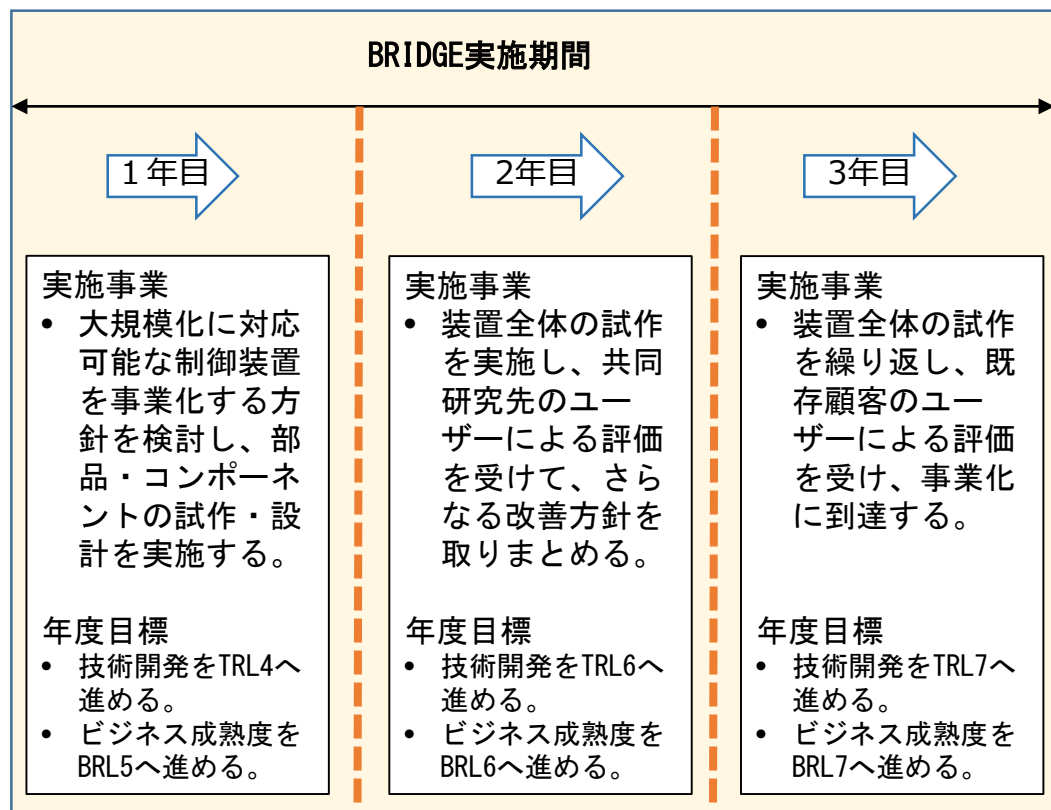 BRIDGE実施期間
１年目
2年目
3年目
実施事業
• 大規模化に対応
可能な制御装置
を事業化する方
針を検討し、部
品・コンポーネ
ントの試作・設
計を実施する。
年度目標
• 技術開発をTRL4へ
進める。
• ビジネス成熟度を
BRL5へ進める。
実施事業
• 装置全体の試作
を実施し、共同
研究先のユー
ザーによる評価
を受けて、さら
なる改善方針を
取りまとめる。
年度目標
• 技術開発をTRL6へ
進める。
• ビジネス成熟度を
BRL6へ進める。
実施事業
• 装置全体の試作
を繰り返し、既
存顧客のユー
ザーによる評価
を受け、事業化
に到達する。
年度目標
• 技術開発をTRL7へ
進める。
• ビジネス成熟度を
BRL7へ進める。